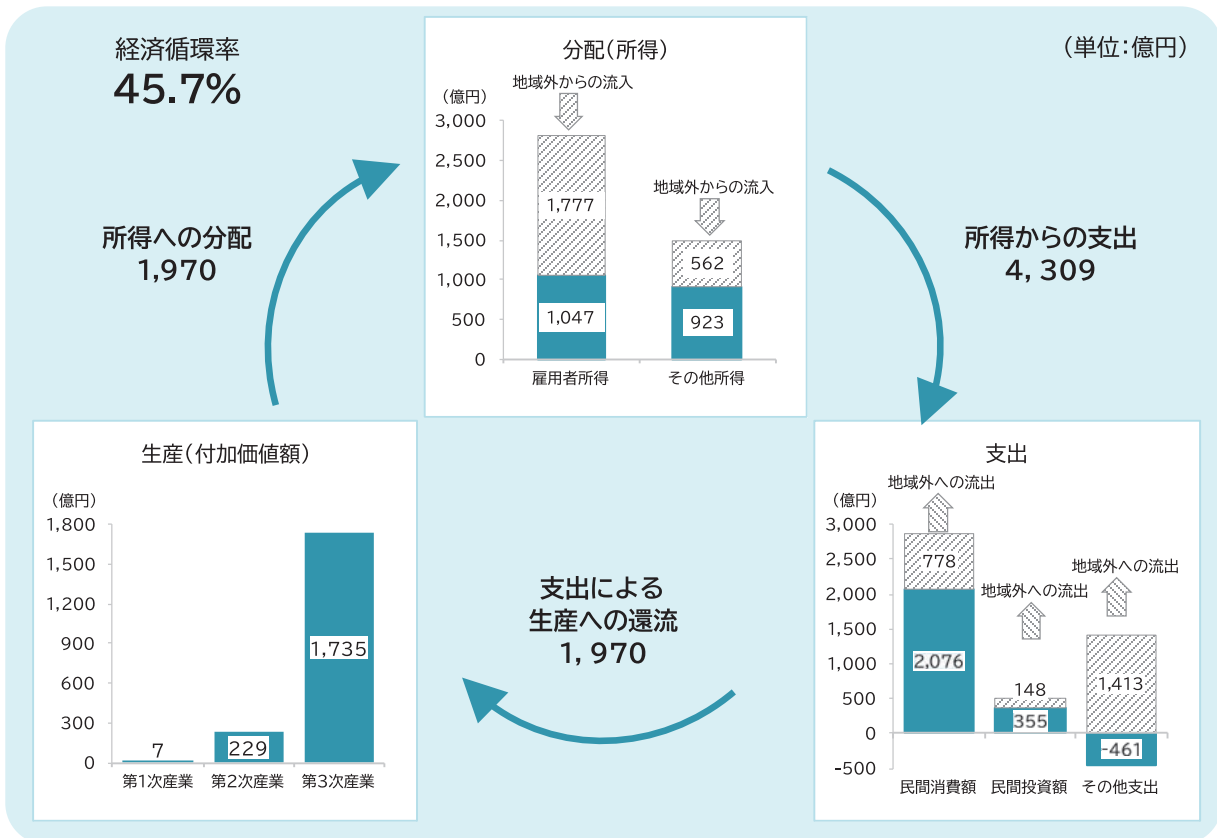 経済循環率
45.7%
(単位:億円)
分配(所得)
地域外からの流入
(億円)
3,000
2,500
2,000
1,500
1,000
500
0
1,777
1,047
地域外からの流入
562
923
雇用者所得
その他所得
所得への分配
1,970
所得からの支出
4,309
生産(付加価値額)
(億円)
1,800
1,500
1,200
900
600
300
0
7
229
1,735
第1次産業
第2次産業
第3次産業
支出による
生産への還流
1,970
支出
地域外への流出
(億円)
3,000
2,500
2,000
1,500
1,000
500
0
-500
778
2,076
地域外への流出
148
355
地域外への流出
1,413
-461
民間消費額
民間投資額
その他支出